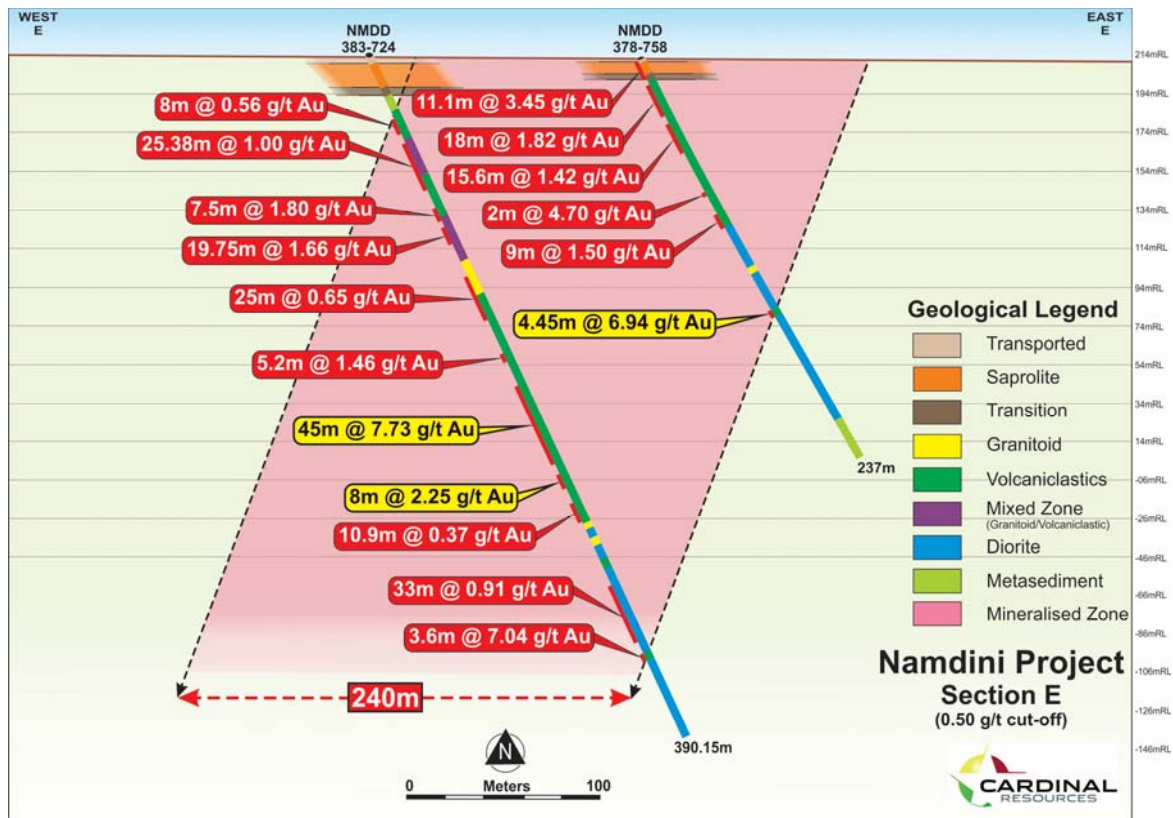 WEST
E
EAST
E
NMDD
383-724
NMDD
378-758
8m @ 0.56 g/t Au
25.38m @ 1.00 g/t Au
7.5m @ 1.80 g/t Au
19.75m @ 1.66 g/t Au
25m @ 0.65 g/t Au
5.2m @ 1.46 g/t Au
45m @ 7.73 g/t Au
8m @ 2.25 g/t Au
10.9m @ 0.37 g/t Au
33m @ 0.91 g/t Au
3.6m @ 7.04 g/t Au
11.1m @ 3.45 g/t Au
18m @ 1.82 g/t Au
15.6m @ 1.42 g/t Au
2m @ 4.70 g/t Au
9m @ 1.50 g/t Au
4.45m @ 6.94 g/t Au
237m
390.15m
240m
214mRL
194mRL
174mRL
154mRL
134mRL
114mRL
94mRL
74mRL
54mRL
34mRL
14mRL
-06mRL
-26mRL
-46mRL
-66mRL
-86mRL
-106mRL
-126mRL
-146mRL
Geological Legend
Transported
Saprolite
Transition
Granitoid
Volcaniclastics
Mixed Zone
(Granitoid/Volcaniclastic)
Diorite
Metasediment
Mineralised Zone
Namdini Project
Section E
(0.50 g/t cut-off)
N
0 Meters 100
CARDINAL
RESOURCES